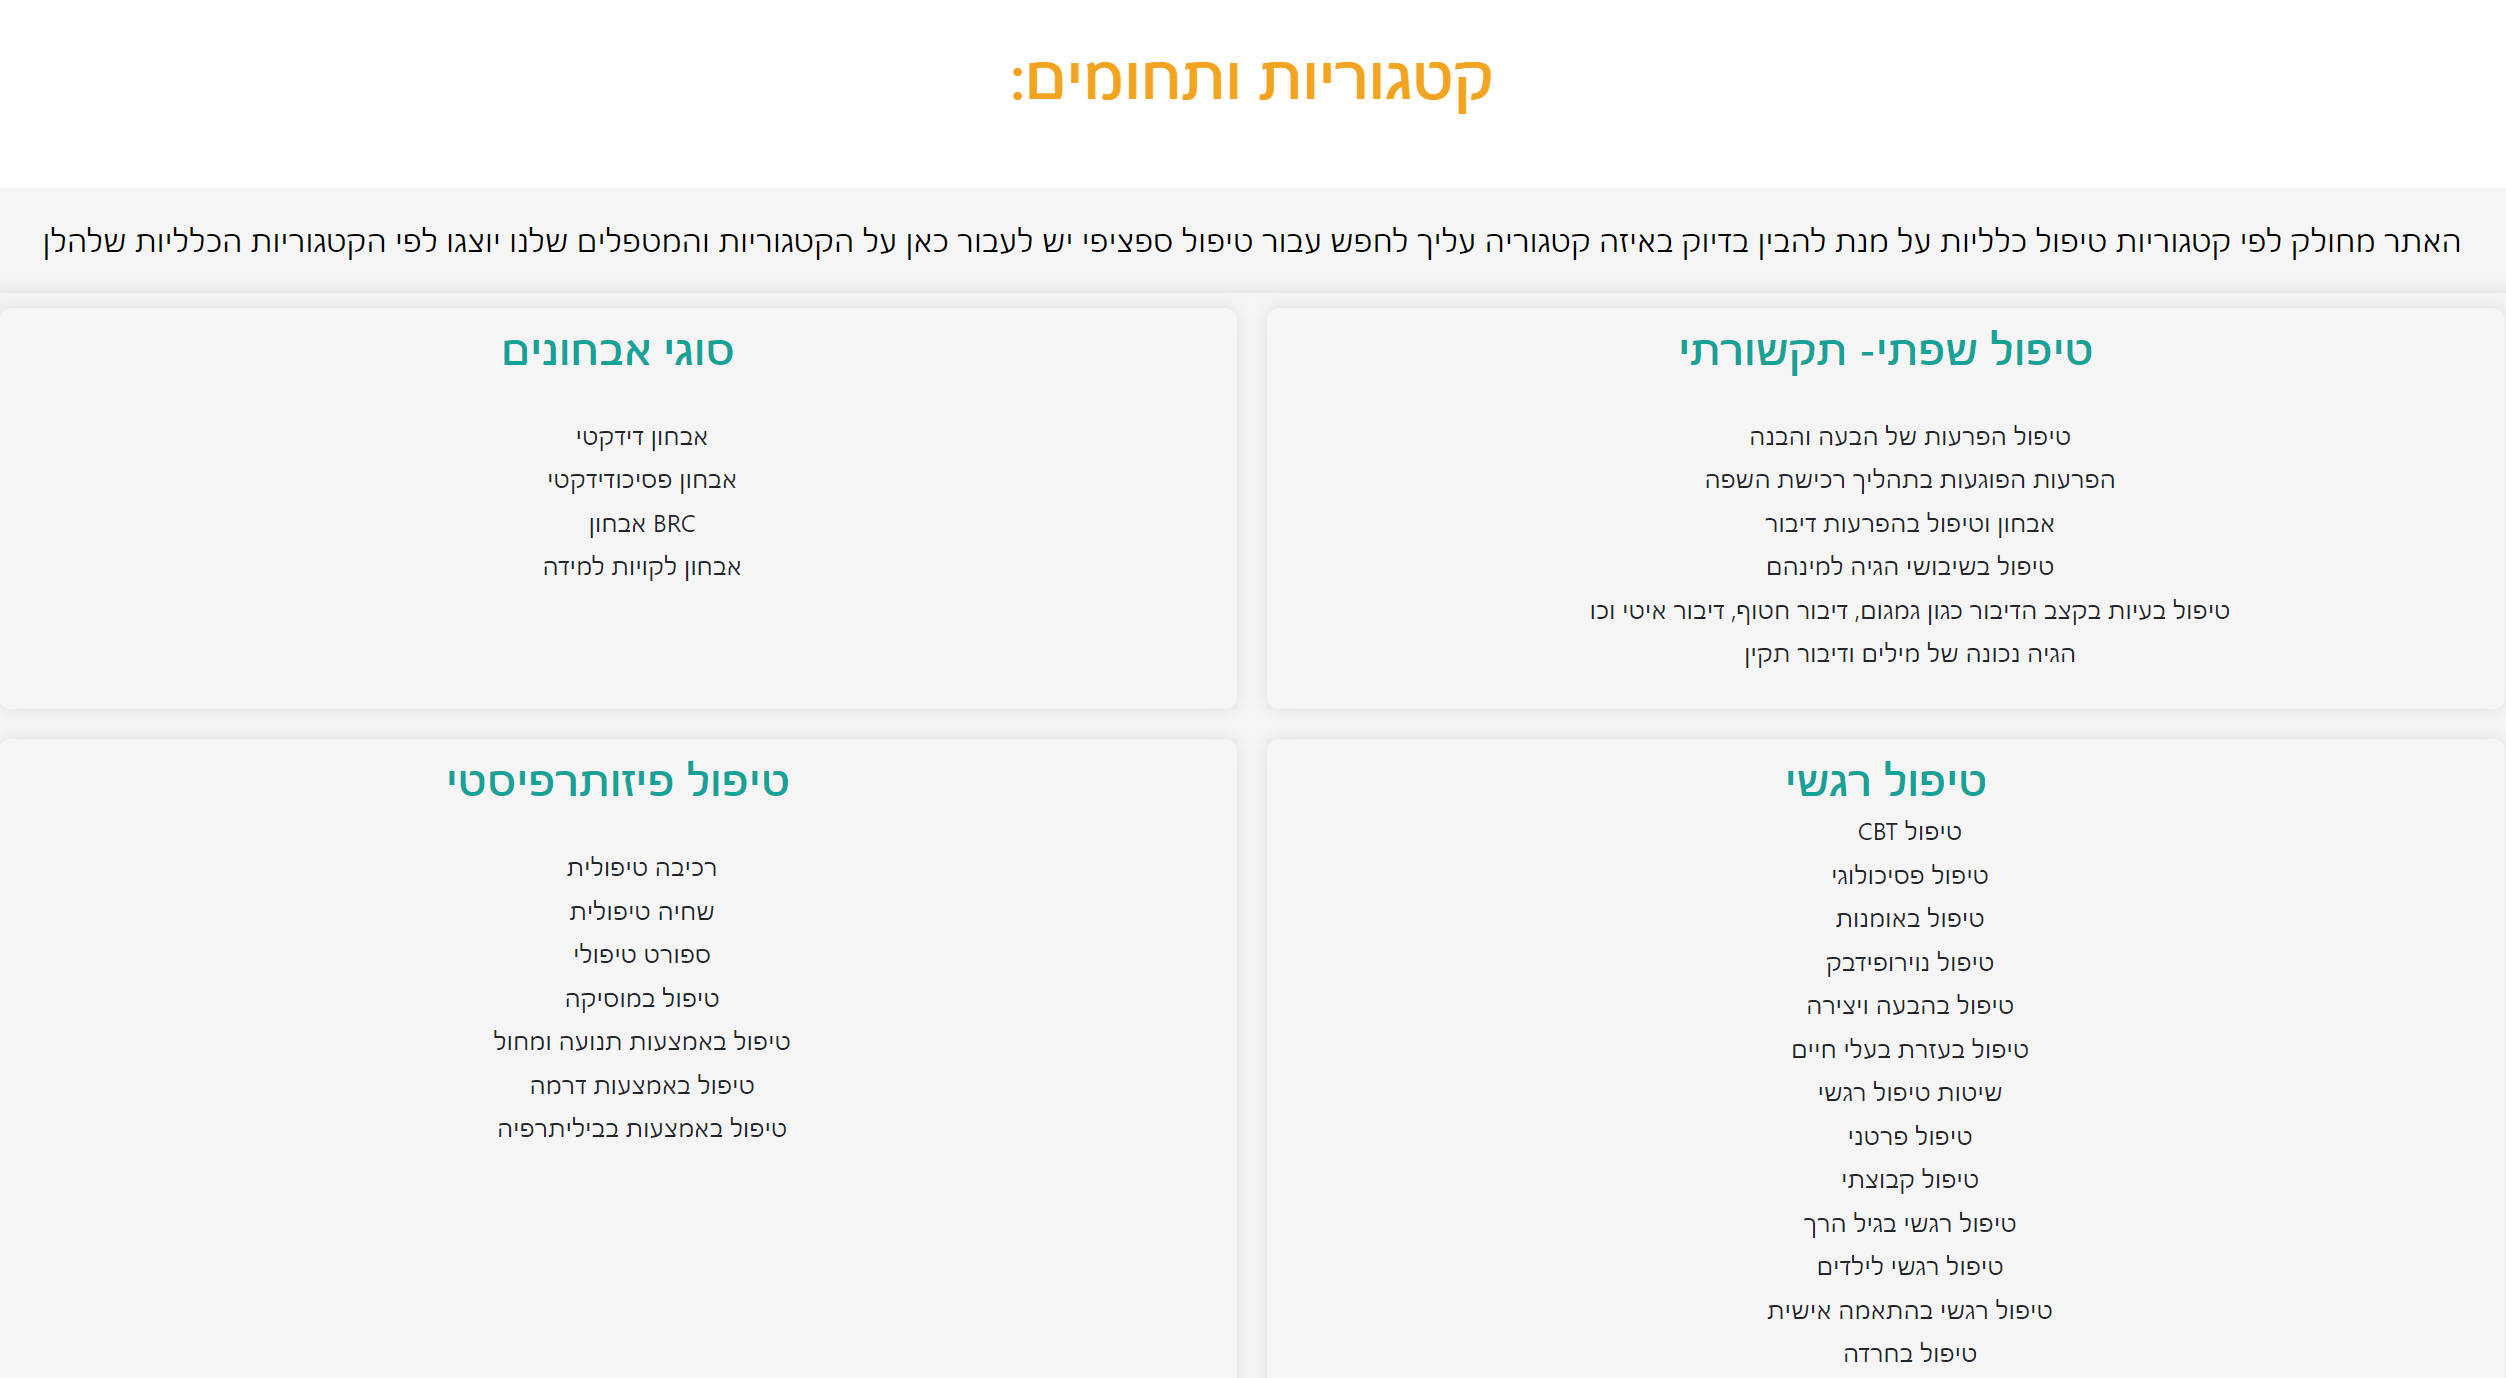 קטגוריות ותחומים:
האתר מחולק לפי קטגוריות טיפול כלליות על מנת להבין בדיוק באיזה קטגוריה עליך לחפש עבור טיפול ספציפי יש לעבור כאן על הקטגוריות והמטפלים שלנו יוצגו לפי הקטגוריות הכלליות שלהלן
טיפול שפתי- תקשורתי
טיפול הפרעות של הבעה והבנה
הפרעות הפוגעות בתהליך רכישת השפה
אבחון וטיפול בהפרעות דיבור
טיפול בשיבושי הגיה למינהם
טיפול בעיות בקצב הדיבור כגון גמגום, דיבור חטוף, דיבור איטי וכו
הגיה נכונה של מילים ודיבור תקין
סוגי אבחונים
אבחון דידקטי
אבחון פסיכודידקטי
BRC אבחון
אבחון לקויות למידה
טיפול רגשי
טיפול CBT
טיפול פסיכולוגי
טיפול באומנות
טיפול נוירופידבק
טיפול בהבעה ויצירה
טיפול בעזרת בעלי חיים
שיטות טיפול רגשי
טיפול פרטני
טיפול קבוצתי
טיפול רגשי בגיל הרך
טיפול רגשי לילדים
טיפול רגשי בהתאמה אישית
טיפול בחרדה
טיפול פיזותרפיסטי
רכיבה טיפולית
שחיה טיפולית
ספורט טיפולי
טיפול במוסיקה
טיפול באמצעות תנועה ומחול
טיפול באמצעות דרמה
טיפול באמצעות בביליתרפיה